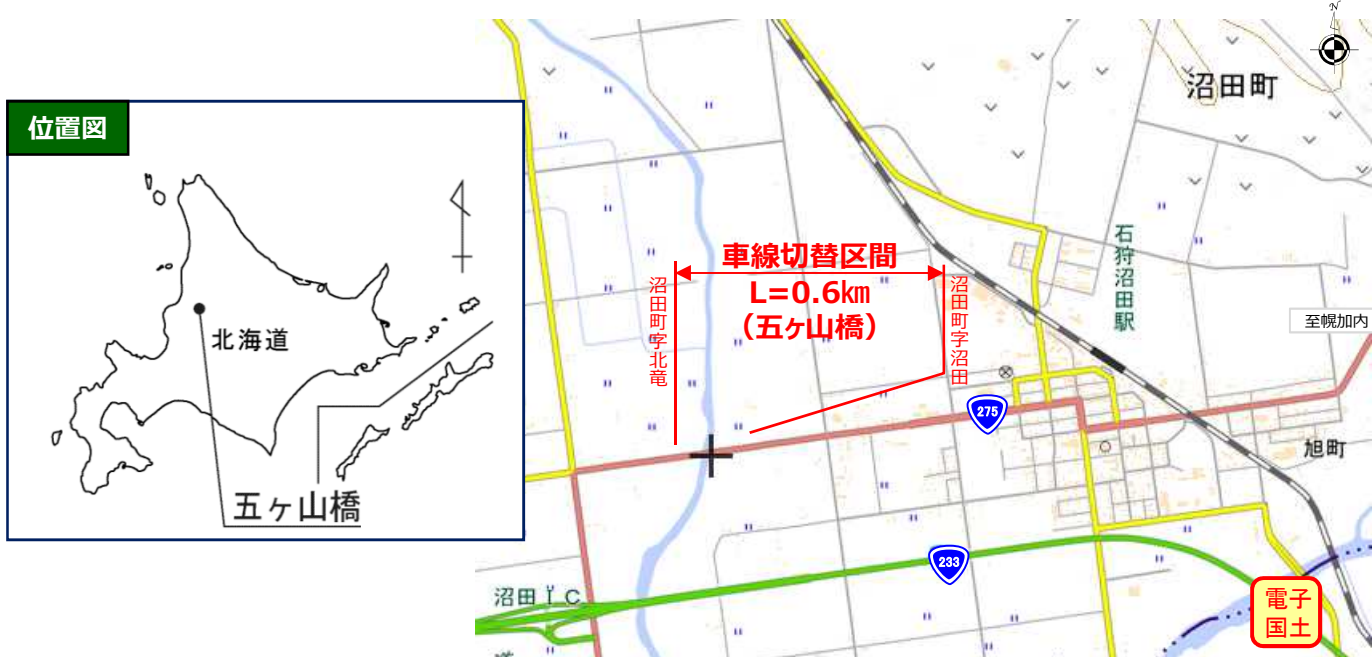 位置図
北海道
五ヶ山橋
N
沼田町
車線切替区間
L=0.6㎞
（五ヶ山橋）
沼田町字北竜
沼田町字沼田
石狩沼田駅
至幌加内
275
旭町
233
沼田IC
電子
国土